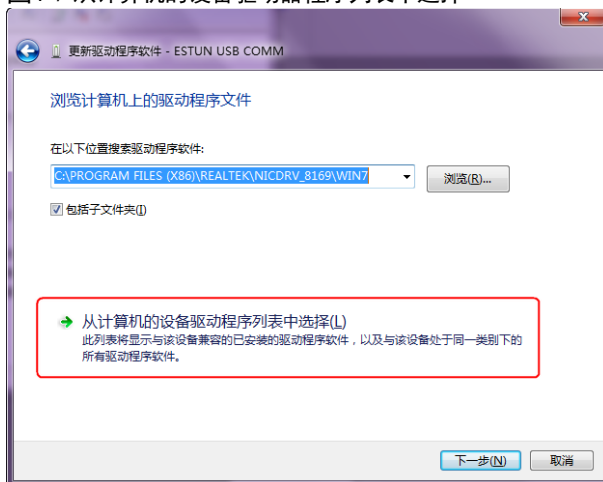 更新驱动程序软件 - ESTUN USB COMM
浏览计算机上的驱动程序文件
在以下位置搜索驱动程序软件:
C:\PROGRAM FILES (X86)\REALTEK\NICDRV_8169\WIN7
浏览(R)...
包括子文件夹(I)
从计算机的设备驱动程序列表中选择(L)
此列表将显示与该设备兼容的已安装的驱动程序软件，以及与该设备处于同一类别下的
所有驱动程序软件。
下一步(N)
取消